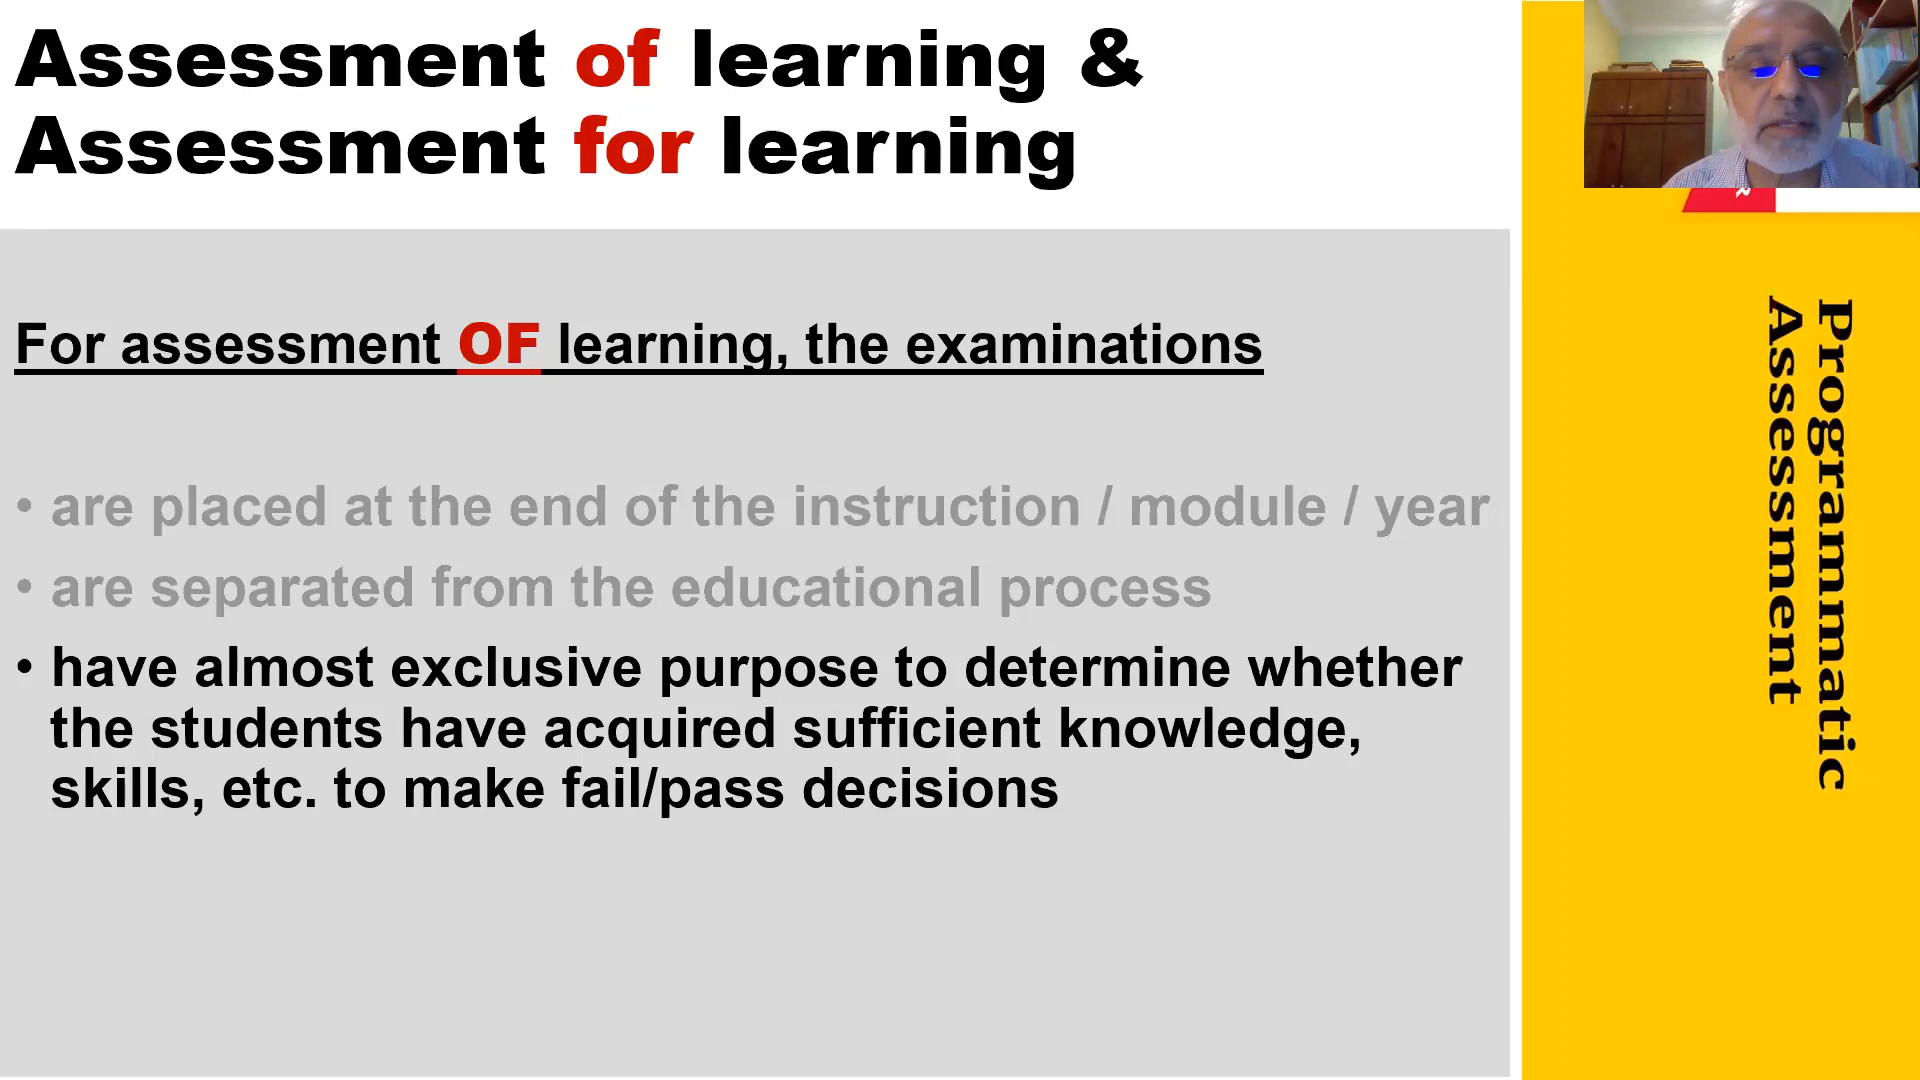 Assessment of learning &
Assessment for learning
For assessment OF learning, the examinations
• are placed at the end of the instruction / module / year
• are separated from the educational process
• have almost exclusive purpose to determine whether
the students have acquired sufficient knowledge,
skills, etc. to make fail/pass decisions
Programmatic
Assessment